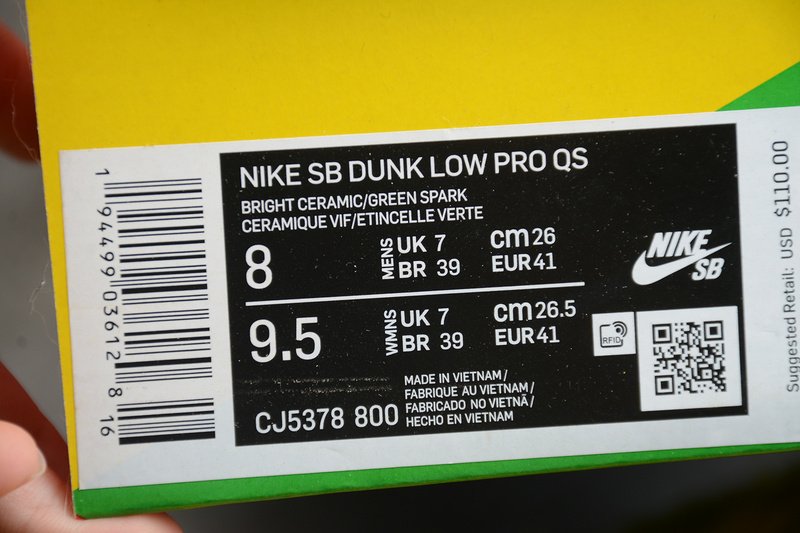 NIKE SB DUNK LOW PRO QS
BRIGHT CERAMIC/GREEN SPARK
CERAMIQUE VIF/ETINCELLE VERTE
8
MENS
UK 7
BR 39
cm 26
EUR 41
9.5
WMNS
UK 7
BR 39
cm 26.5
EUR 41
CJ5378 800
MADE IN VIETNAM/
FABRIQUE AU VIETNAM/
FABRICADO NO VIETNÃ/
HECHO EN VIETNAM
NIKE
SB
RFID
1 94499 03612 8 16
Suggested Retail: USD $110.00